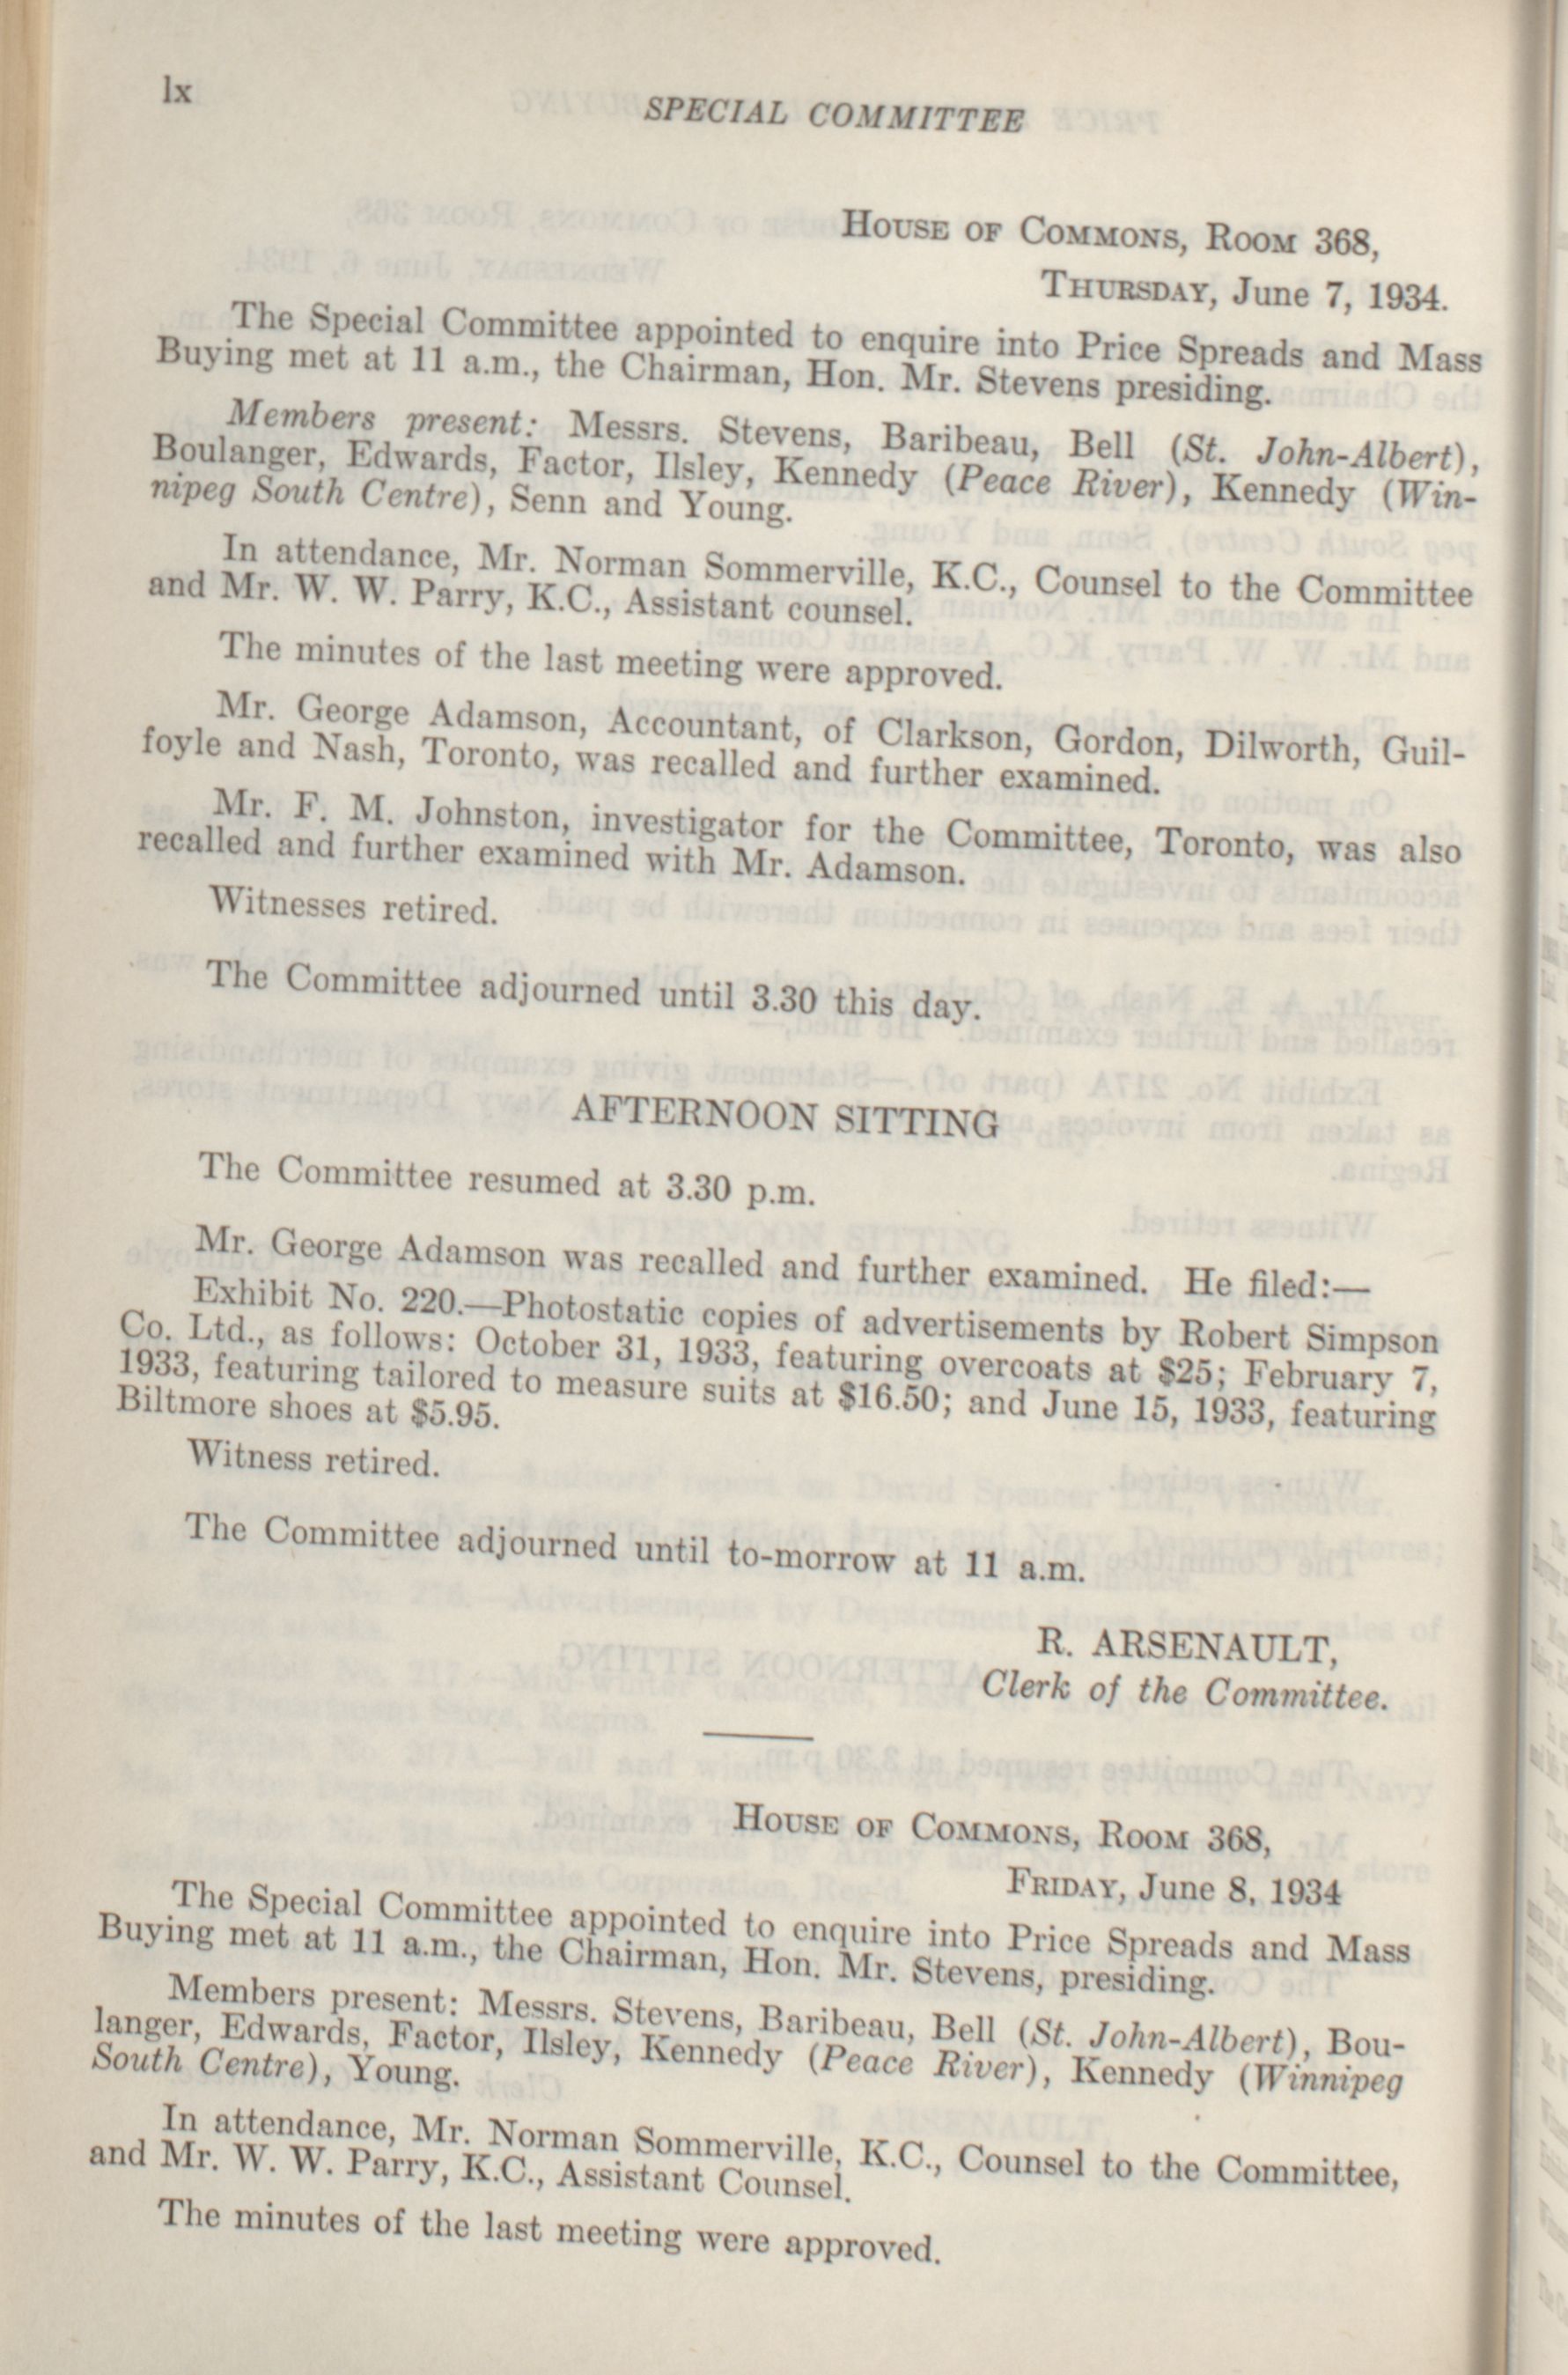 lx
SPECIAL COMMITTEE
House of Commons, Room 368,
Thursday, June 7, 1934.
The Special Committee appointed to enquire into Price Spreads and Mass
Buying met at 11 a.m., the Chairman, Hon. Mr. Stevens presiding.
Members present: Messrs. Stevens, Baribeau, Bell (St. John-Albert),
Boulanger, Edwards, Factor, Ilsley, Kennedy (Peace River), Kennedy (Win-
nipeg South Centre), Senn and Young.
In attendance, Mr. Norman Sommerville, K.C., Counsel to the Committee
and Mr. W. W. Parry, K.C., Assistant counsel.
The minutes of the last meeting were approved.
Mr. George Adamson, Accountant, of Clarkson, Gordon, Dilworth, Guil-
foyle and Nash, Toronto, was recalled and further examined.
Mr. F. M. Johnston, investigator for the Committee, Toronto, was also
recalled and further examined with Mr. Adamson.
Witnesses retired.
The Committee adjourned until 3.30 this day.
AFTERNOON SITTING
The Committee resumed at 3.30 p.m.
Mr. George Adamson was recalled and further examined. He filed:—
Exhibit No. 220.—Photostatic copies of advertisements by Robert Simpson
Co. Ltd., as follows: October 31, 1933, featuring overcoats at $25; February 7,
1933, featuring tailored to measure suits at $16.50; and June 15, 1933, featuring
Biltmore shoes at $5.95.
Witness retired.
The Committee adjourned until to-morrow at 11 a.m.
R. ARSENAULT,
Clerk of the Committee.
House of Commons, Room 368,
Friday, June 8, 1934
The Special Committee appointed to enquire into Price Spreads and Mass
Buying met at 11 a.m., the Chairman, Hon. Mr. Stevens, presiding.
Members present: Messrs. Stevens, Baribeau, Bell (St. John-Albert), Bou-
langer, Edwards, Factor, Ilsley, Kennedy (Peace River), Kennedy (Winnipeg
South Centre), Young.
In attendance, Mr. Norman Sommerville, K.C., Counsel to the Committee,
and Mr. W. W. Parry, K.C., Assistant Counsel.
The minutes of the last meeting were approved.